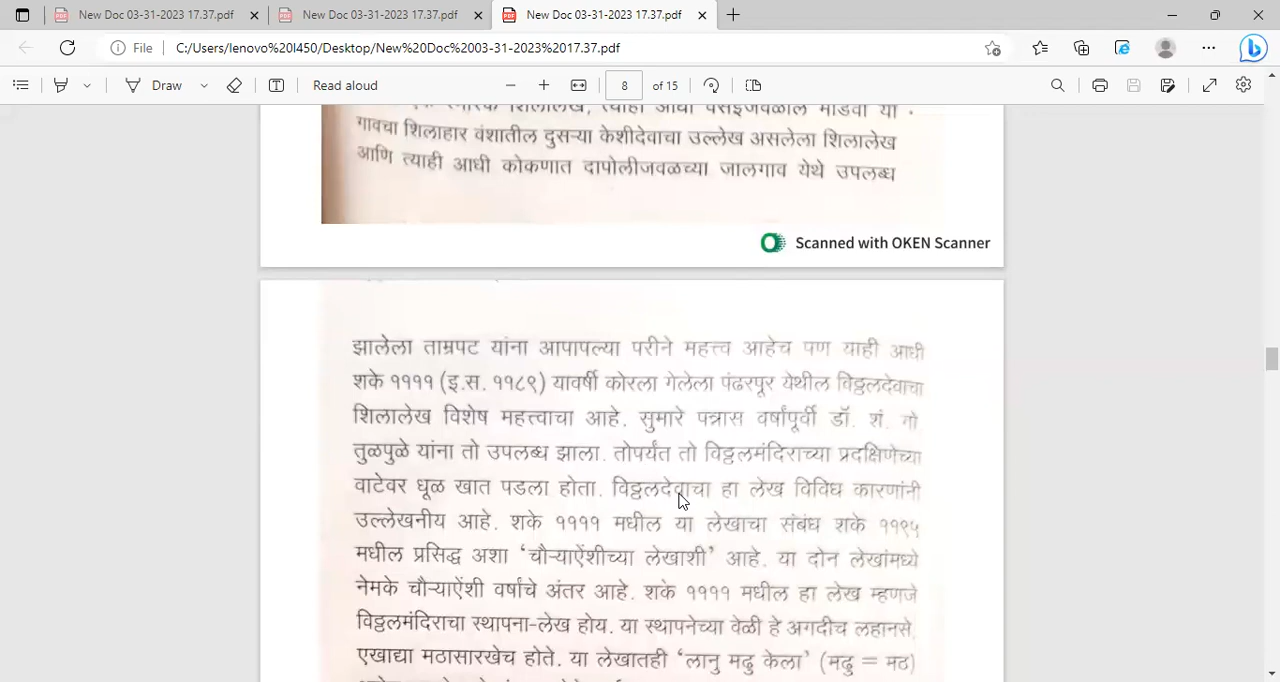 New Doc 03-31-2023 17.37.pdf
New Doc 03-31-2023 17.37.pdf
New Doc 03-31-2023 17.37.pdf
File
C:/Users/lenovo%20l450/Desktop/New%20Doc%2003-31-2023%2017.37.pdf
Draw
Read aloud
8
of 15
शिलालेख, त्याही आधी मांडवी या
गावचा शिलाहार वंशातील दुसऱ्या केशीदेवाचा उल्लेख असलेला शिलालेख
आणि त्याही आधी कोकणात दापोलीजवळच्या जालगाव येथे उपलब्ध
Scanned with OKEN Scanner
झालेला ताम्रपट यांना आपापल्या परीने महत्त्व आहेच पण याही आधी
शके ११११ (इ.स. ११८९) यावर्षी कोरला गेलेला पंढरपूर येथील विठ्ठलदेवाचा
शिलालेख विशेष महत्त्वाचा आहे. सुमारे पन्नास वर्षांपूर्वी डॉ. शं. गो
तुळपुळे यांना तो उपलब्ध झाला. तोपर्यंत तो विठ्ठलमंदिराच्या प्रदक्षिणेच्या
वाटेवर धूळ खात पडला होता. विठ्ठलदेवाचा हा लेख विविध कारणांनी
उल्लेखनीय आहे. शके ११११ मधील या लेखाचा संबंध शके ११९५
मधील प्रसिद्ध अशा ‘चौऱ्याऐंशीच्या लेखाशी’ आहे. या दोन लेखांमध्ये
नेमके चौऱ्याऐंशी वर्षांचे अंतर आहे. शके ११११ मधील हा लेख म्हणजे
विठ्ठलमंदिराचा स्थापना-लेख होय. या स्थापनेच्या वेळी हे अगदीच लहानसे,
एखाद्या मठासारखेच होते. या लेखातही ‘लानु मढु केला’ (मढु = मठ)